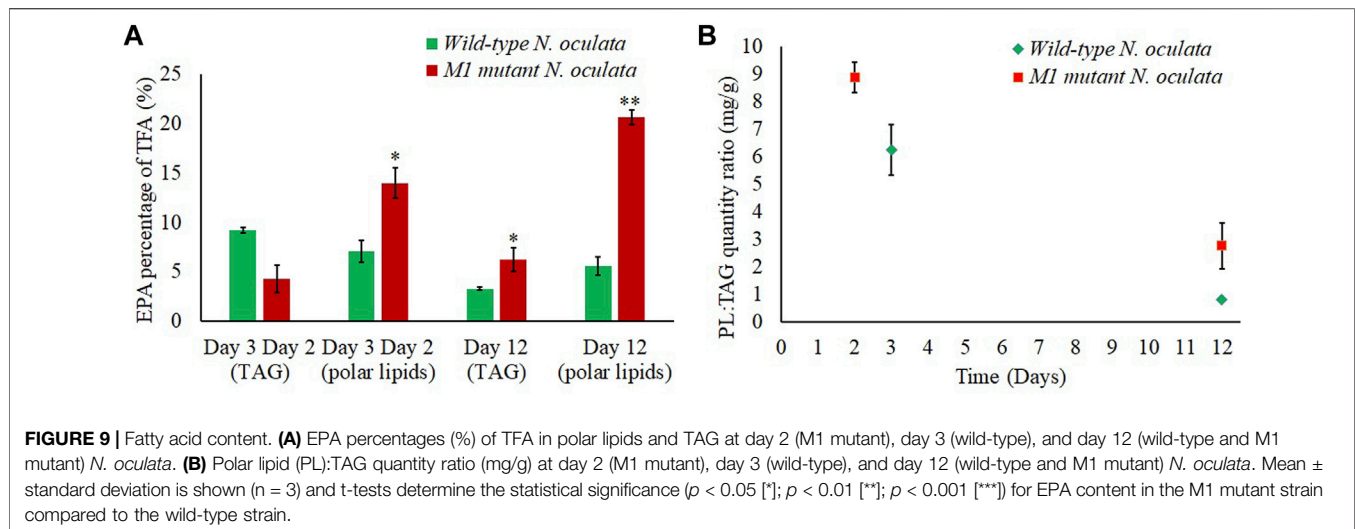 A
Wild-type N. oculata
M1 mutant N. oculata
EPA percentage of TFA (%)
25
20
15
10
5
0
*
*
**
Day 3 Day 2
(TAG)
Day 3 Day 2
(polar lipids)
Day 12
(TAG)
Day 12
(polar lipids)
B
Wild-type N. oculata
M1 mutant N. oculata
PL:TAG quantity ratio (mg/g)
10
9
8
7
6
5
4
3
2
1
0
0 1 2 3 4 5 6 7 8 9 10 11 12
Time (Days)
FIGURE 9 | Fatty acid content. (A) EPA percentages (%) of TFA in polar lipids and TAG at day 2 (M1 mutant), day 3 (wild-type), and day 12 (wild-type and M1
mutant) N. oculata. (B) Polar lipid (PL):TAG quantity ratio (mg/g) at day 2 (M1 mutant), day 3 (wild-type), and day 12 (wild-type and M1 mutant) N. oculata. Mean ±
standard deviation is shown (n = 3) and t-tests determine the statistical significance (p < 0.05 [*]; p < 0.01 [**]; p < 0.001 [***]) for EPA content in the M1 mutant strain
compared to the wild-type strain.